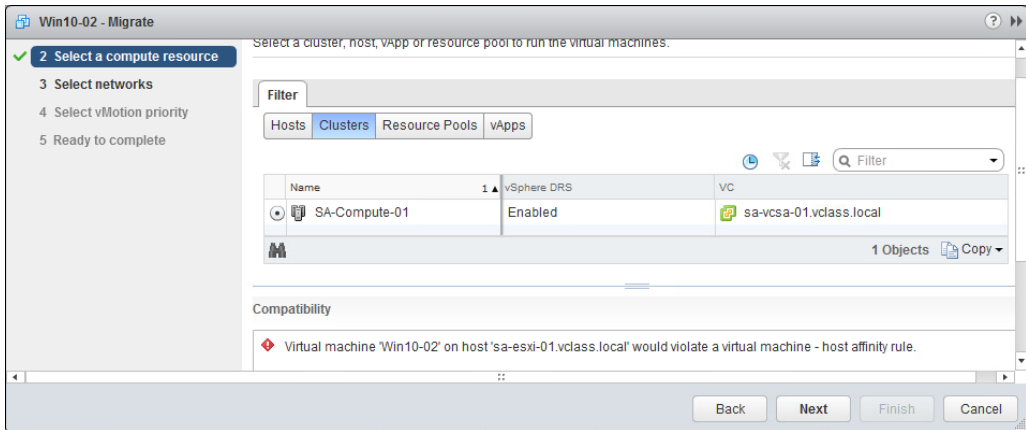 Win10-02 - Migrate
2 Select a compute resource
3 Select networks
4 Select vMotion priority
5 Ready to complete
Select a cluster, host, vApp or resource pool to run the virtual machines.
Filter
Hosts Clusters Resource Pools vApps
Filter
Name 1 ▲ vSphere DRS VC
SA-Compute-01 Enabled sa-vcsa-01.vclass.local
1 Objects Copy
Compatibility
Virtual machine 'Win10-02' on host 'sa-esxi-01.vclass.local' would violate a virtual machine - host affinity rule.
Back Next Finish Cancel